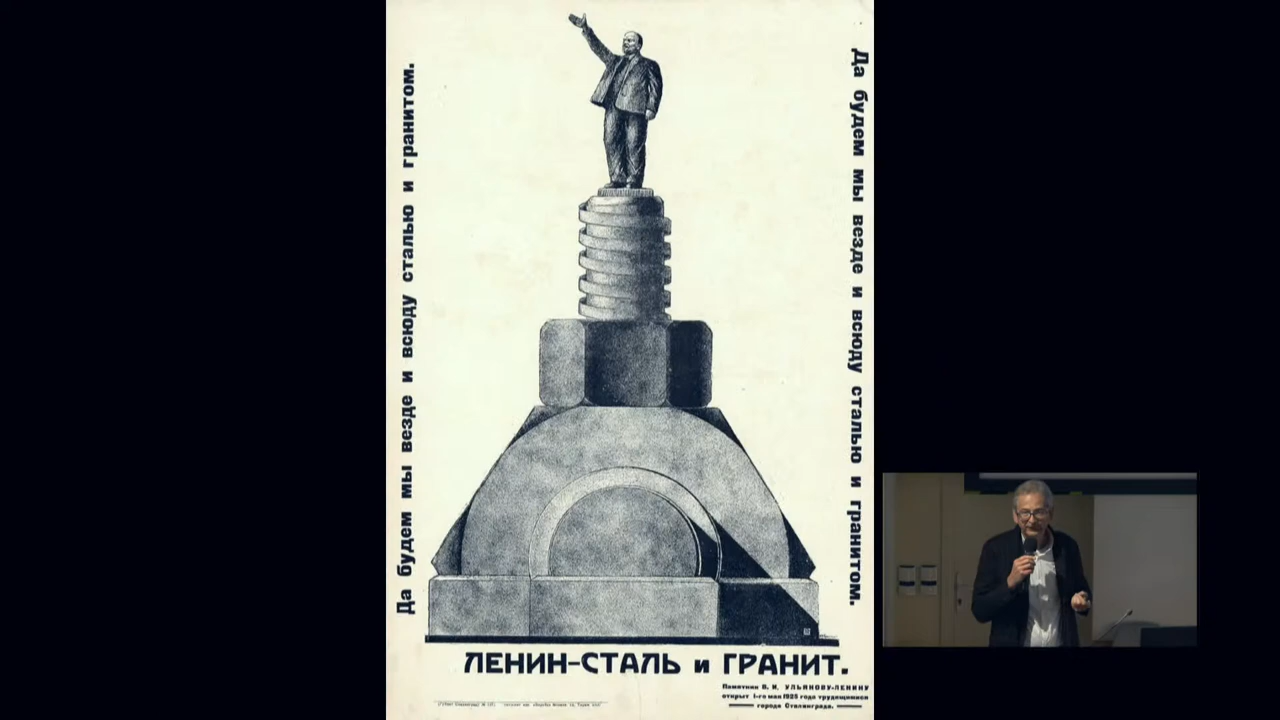 Да будем мы везде и всюду сталью и гранитом.
Да будем мы везде и всюду сталью и гранитом.
ЛЕНИН-СТАЛЬ и ГРАНИТ.
Памятник В. И. УЛЬЯНОВУ-ЛЕНИНУ
открыт 1-го мая 1925 года трудящимися
города Сталинграда.